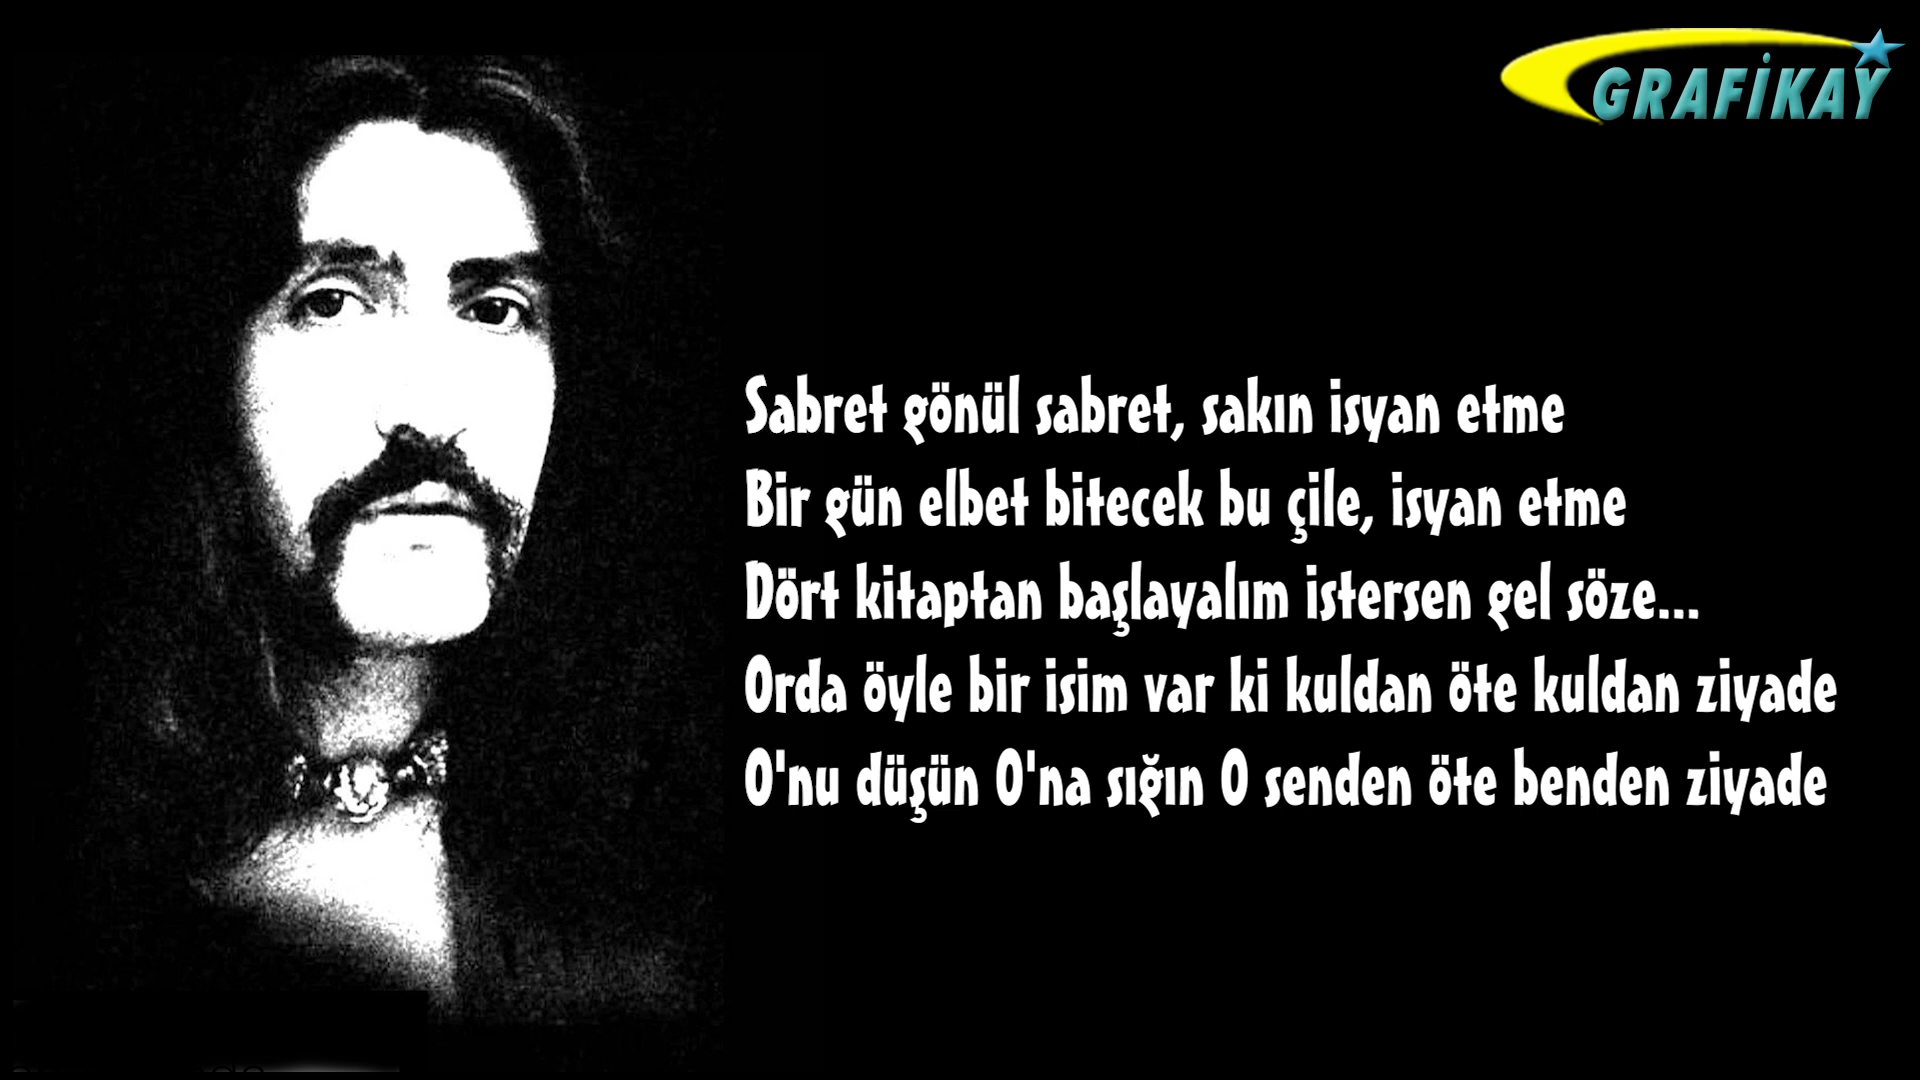 GRAFİKAY
Sabret gönül sabret, sakın isyan etme
Bir gün elbet bitecek bu çile, isyan etme
Dört kitaptan başlayalım istersen gel söze...
Orda öyle bir isim var ki kuldan öte kuldan ziyade
O'nu düşün O'na sığın O senden öte benden ziyade